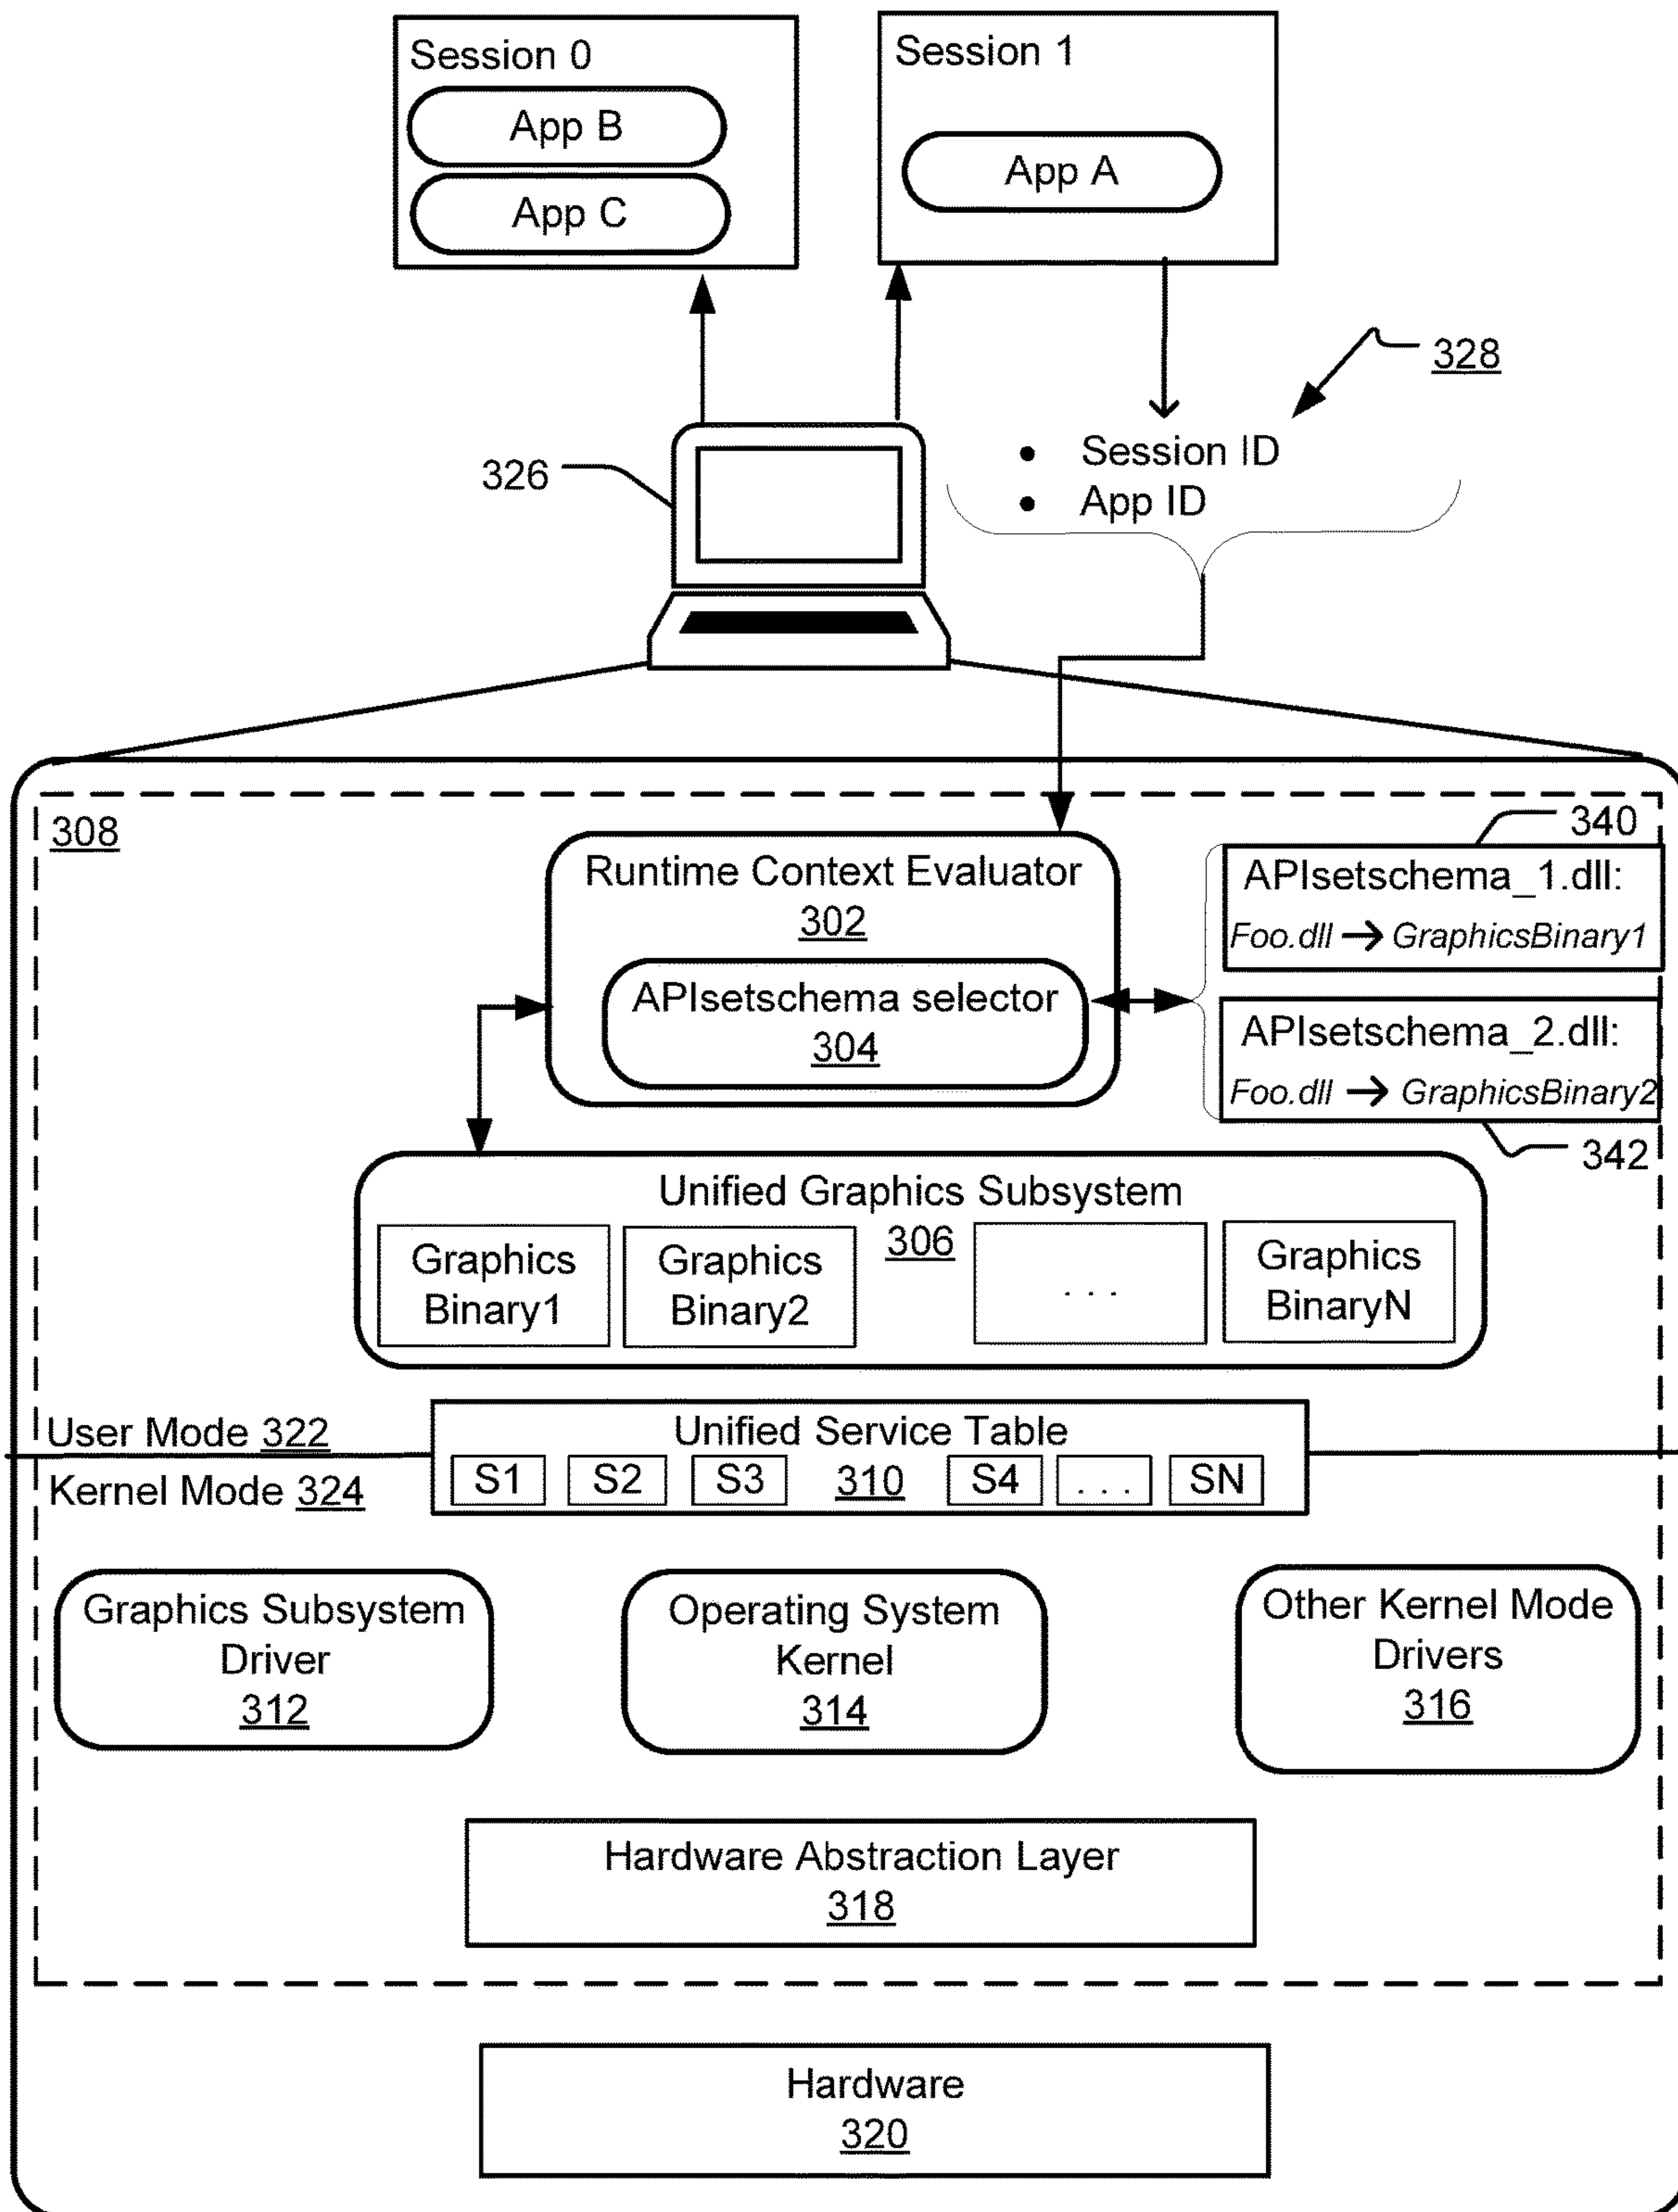 Session 0
App B
App C
Session 1
App A
328
• Session ID
• App ID
326
308
Runtime Context Evaluator
302
APIsetschema selector
304
340
APIsetschema_1.dll:
Foo.dll → GraphicsBinary1
APIsetschema_2.dll:
Foo.dll → GraphicsBinary2
342
Unified Graphics Subsystem
306
Graphics
Binary1
Graphics
Binary2
. . .
Graphics
BinaryN
User Mode 322
Kernel Mode 324
Unified Service Table
S1 S2 S3 310 S4 . . . SN
Graphics Subsystem
Driver
312
Operating System
Kernel
314
Other Kernel Mode
Drivers
316
Hardware Abstraction Layer
318
Hardware
320